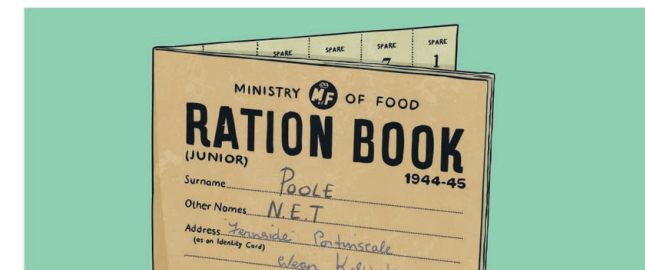 SPARE SPARE SPARE SPARE
7 1
MINISTRY MF OF FOOD
RATION BOOK
(JUNIOR)
1944-45
Surname POOLE
Other Names N.E.T
Address "Fernside" Portinscale
(as on Identity Card)